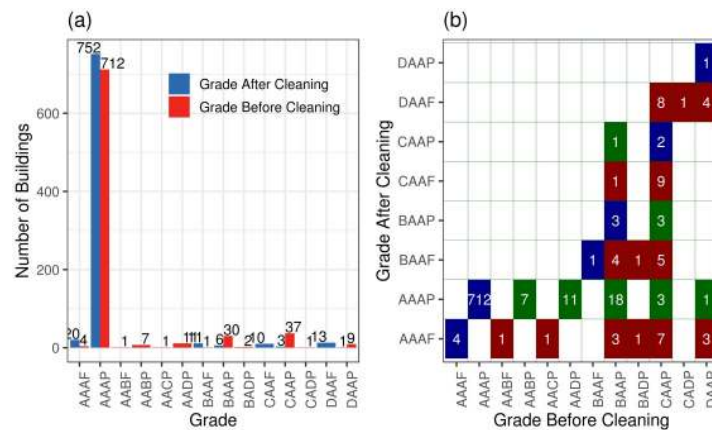 (a)
752
712
Grade After Cleaning
Grade Before Cleaning
600
400
200
0
Number of Buildings
20
4
1
7
1
11
11
1
6
30
2
10
3
37
1
13
19
AAAF
AAAP
AABF
AABP
AACP
AADP
BAAF
BAAP
BADP
CAAF
CAAP
CADP
DAAF
DAAP
Grade
(b)
Grade After Cleaning
DAAP
1
DAAF
8 1 4
CAAP
1 2
CAAF
1 9
BAAP
3 3
BAAF
1 4 1 5
AAAP
712 7 11 18 3 1
AAAF
4 1 1 3 1 7 3
AAAF
AAAP
AABF
AABP
AACP
AADP
BAAF
BAAP
BADP
CAAP
CADP
DAAP
Grade Before Cleaning